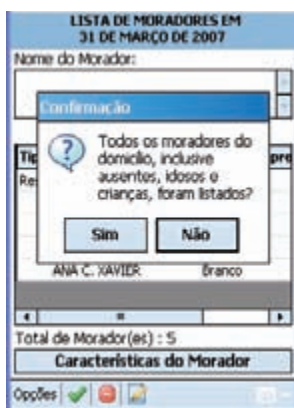 LISTA DE MORADORES EM
31 DE MARÇO DE 2007
Nome do Morador:
Confirmação
Todos os moradores do
domicílio, inclusive
ausentes, idosos e
crianças, foram listados?
Sim Não
ANA C. XAVIER Branco
Total de Morador(es) : 5
Características do Morador
Opções